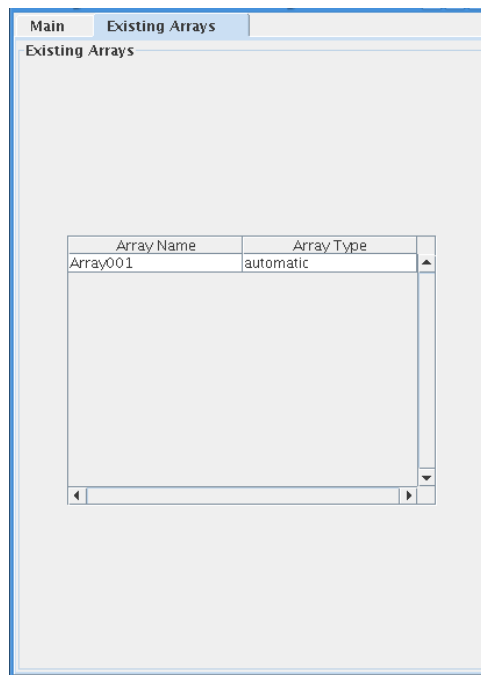 Main Existing Arrays
Existing Arrays
Array Name Array Type
Array001 automatic